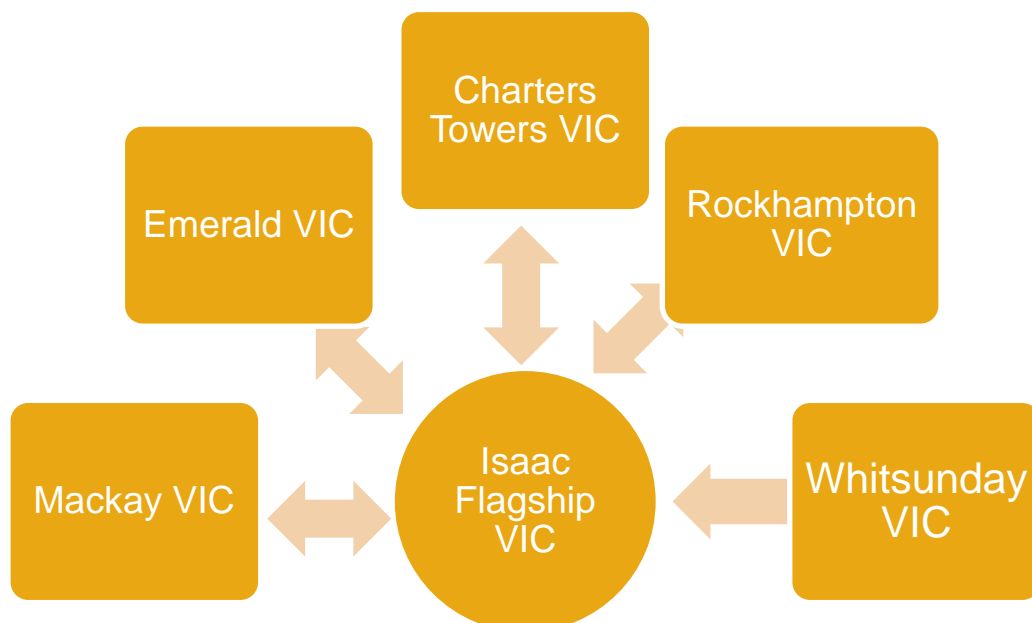 Charters
Towers VIC
Emerald VIC
Rockhampton
VIC
Mackay VIC
Isaac
Flagship
VIC
Whitsunday
VIC